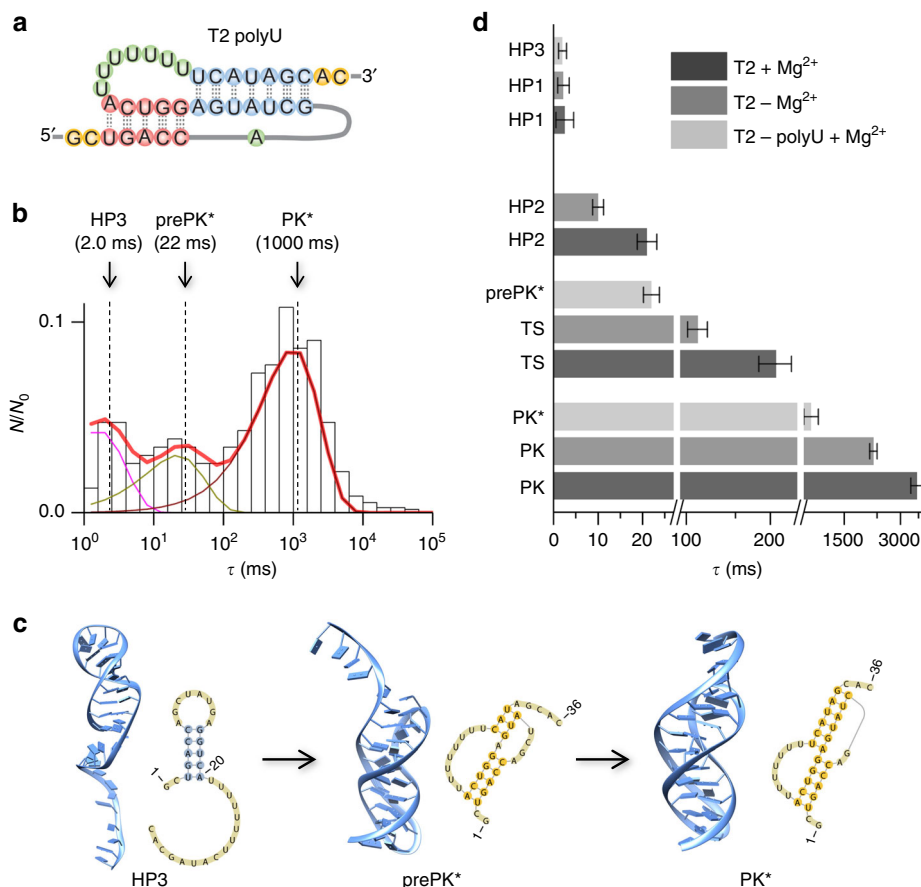 a
T2 polyU
UCAUAGCAC 3′
ACUGGAGUAUCG
5′ GCUGACC A
b
HP3 prePK* PK*
(2.0 ms) (22 ms) (1000 ms)
0.1
N/N0
0.0
10^0 10^1 10^2 10^3 10^4 10^5
τ (ms)
c
1–
–20
HP3
–36
1–
prePK*
–36
1–
PK*
d
HP3
HP1
HP1
HP2
HP2
prePK*
TS
TS
PK*
PK
PK
T2 + Mg2+
T2 – Mg2+
T2 – polyU + Mg2+
0 10 20 100 200 1500 3000
τ (ms)